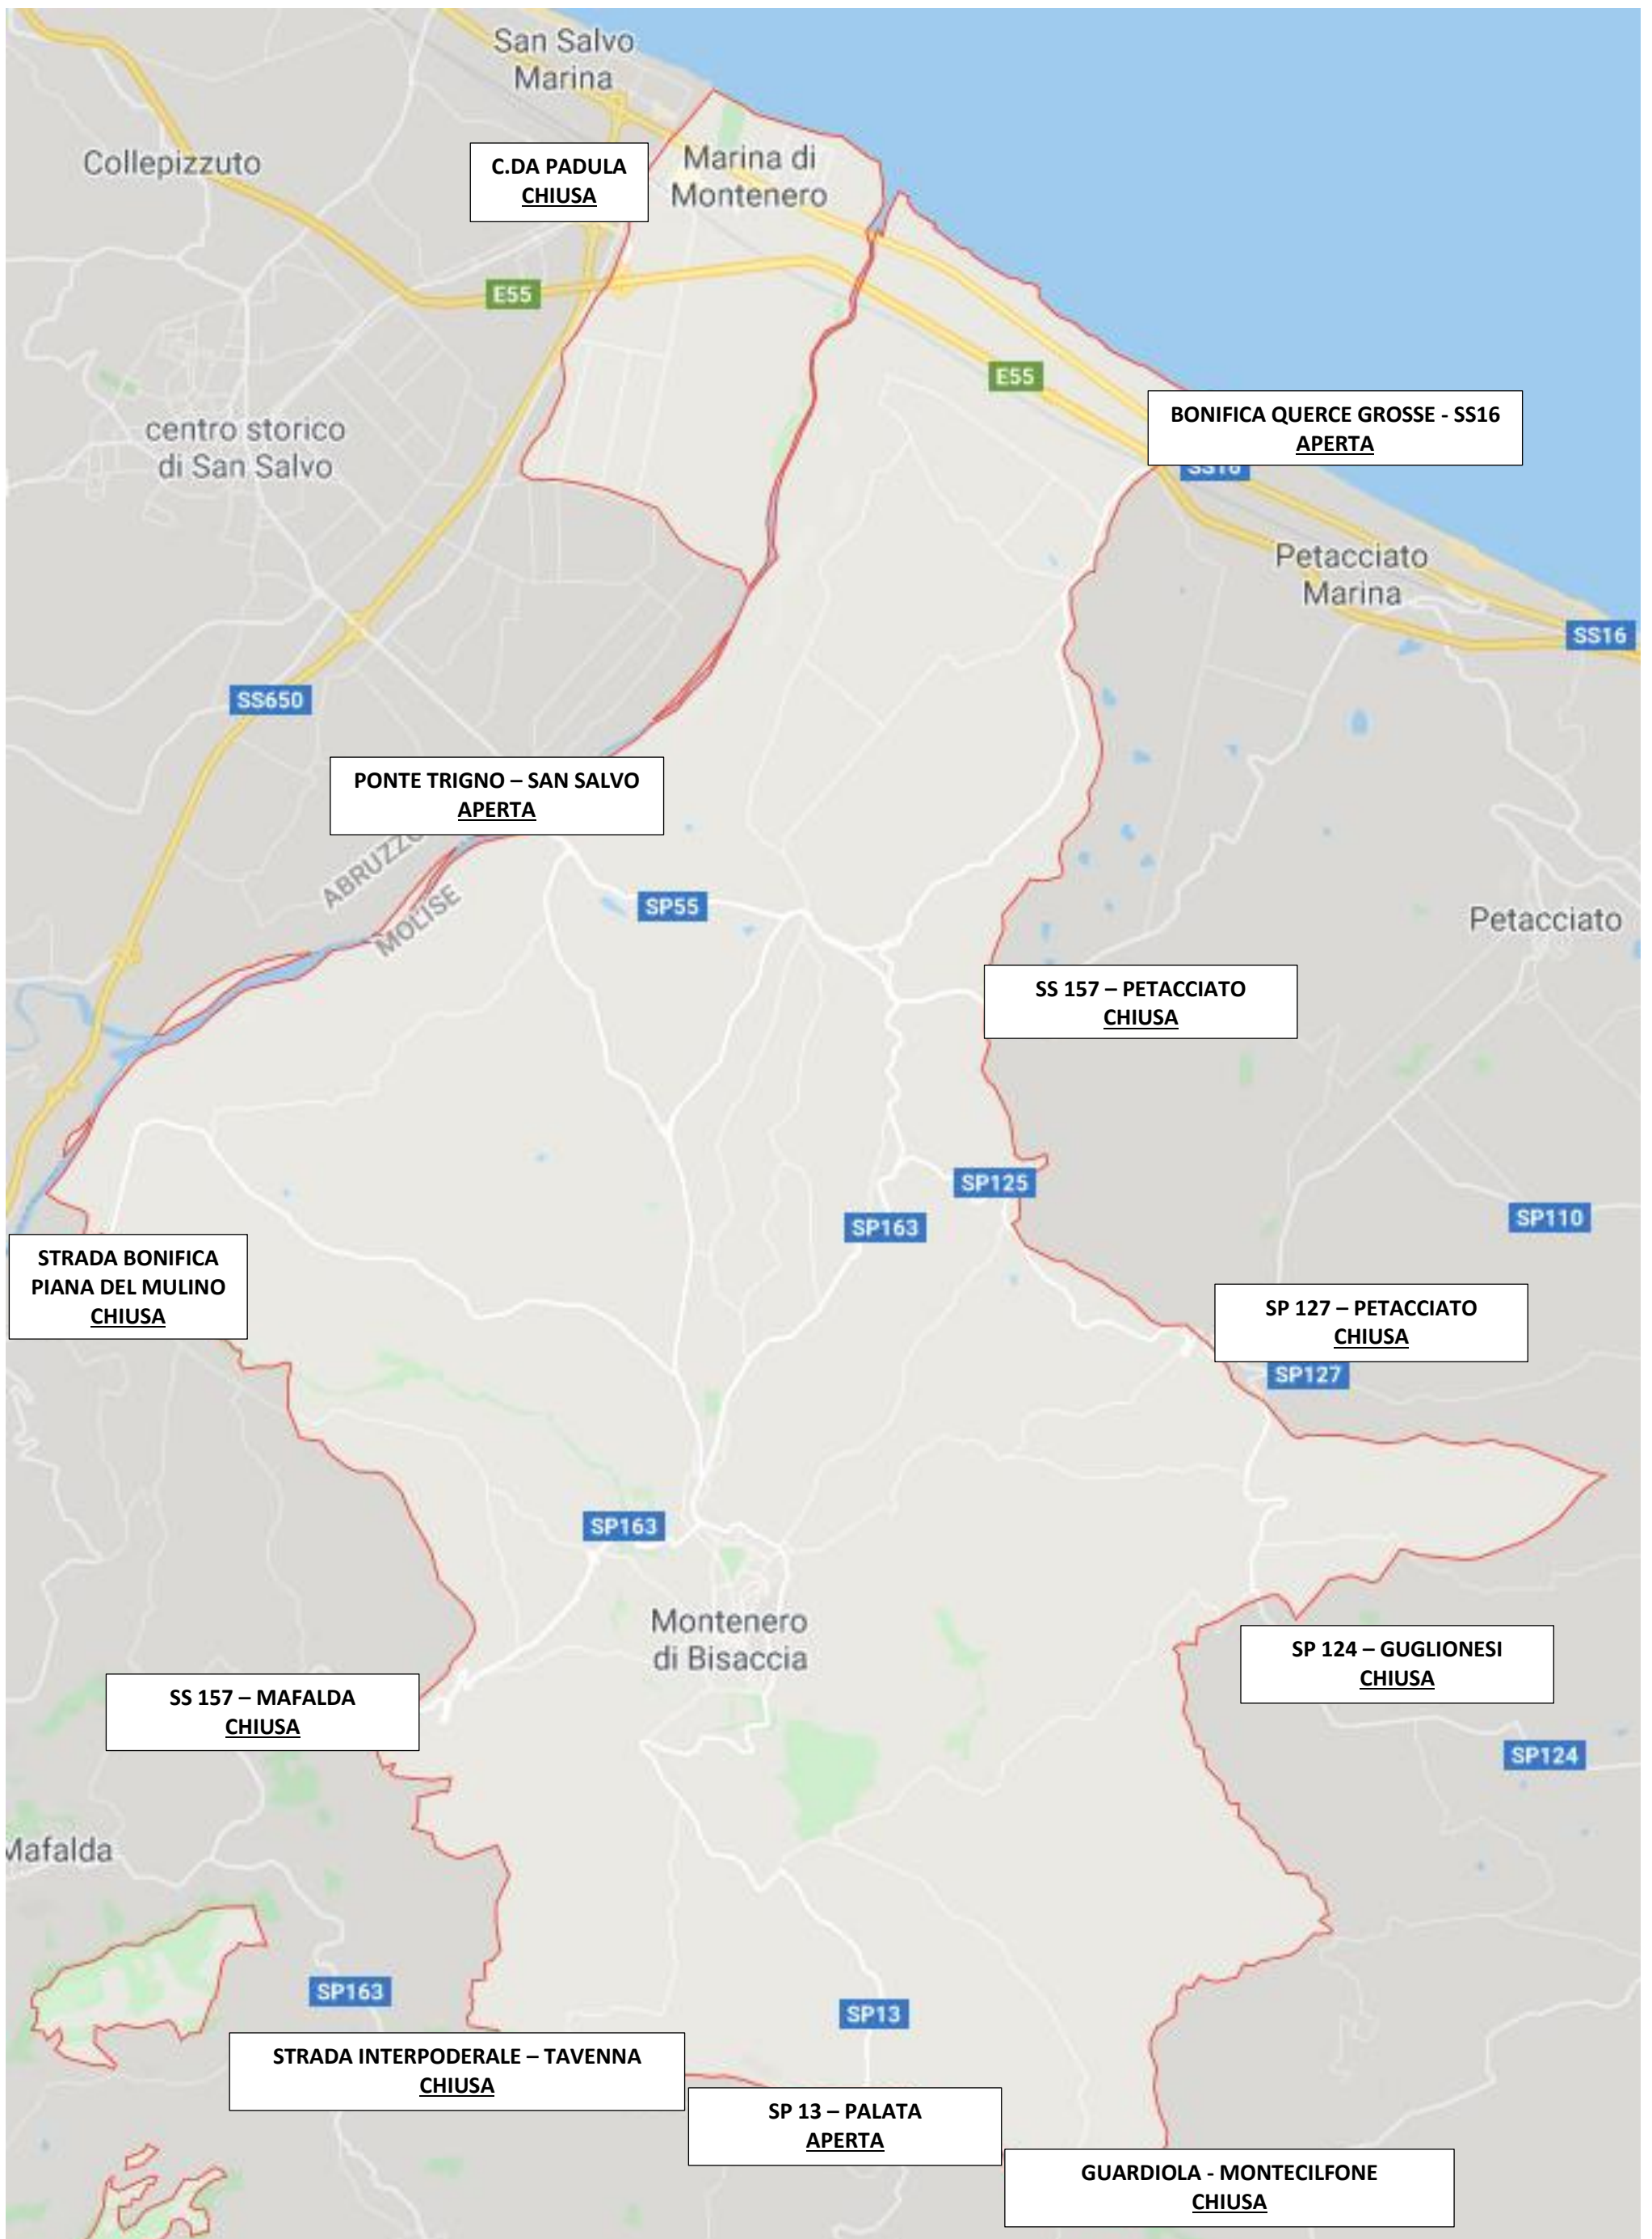 San Salvo
Marina
Collepizzuto
C.DA PADULA
CHIUSA
Marina di
Montenero
E55
E55
BONIFICA QUERCE GROSSE - SS16
APERTA
SS16
centro storico
di San Salvo
Petacciato
Marina
SS16
SS650
PONTE TRIGNO – SAN SALVO
APERTA
ABRUZZO
MOLISE
SP55
Petacciato
SS 157 – PETACCIATO
CHIUSA
SP125
SP163
SP110
STRADA BONIFICA
PIANA DEL MULINO
CHIUSA
SP 127 – PETACCIATO
CHIUSA
SP127
SP163
Montenero
di Bisaccia
SP 124 – GUGLIONESI
CHIUSA
SS 157 – MAFALDA
CHIUSA
SP124
Mafalda
SP163
SP13
STRADA INTERPODERALE – TAVENNA
CHIUSA
SP 13 – PALATA
APERTA
GUARDIOLA - MONTECILFONE
CHIUSA